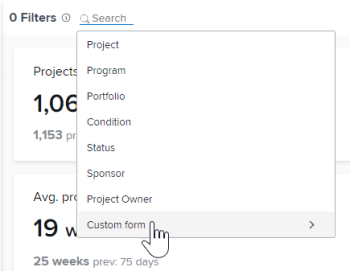 0 Filters Search
Project
Projects
Program
1,06
Portfolio
Condition
1,153 pr
Status
Sponsor
Avg. pro
Project Owner
19 w
Custom form
25 weeks prev: 75 days